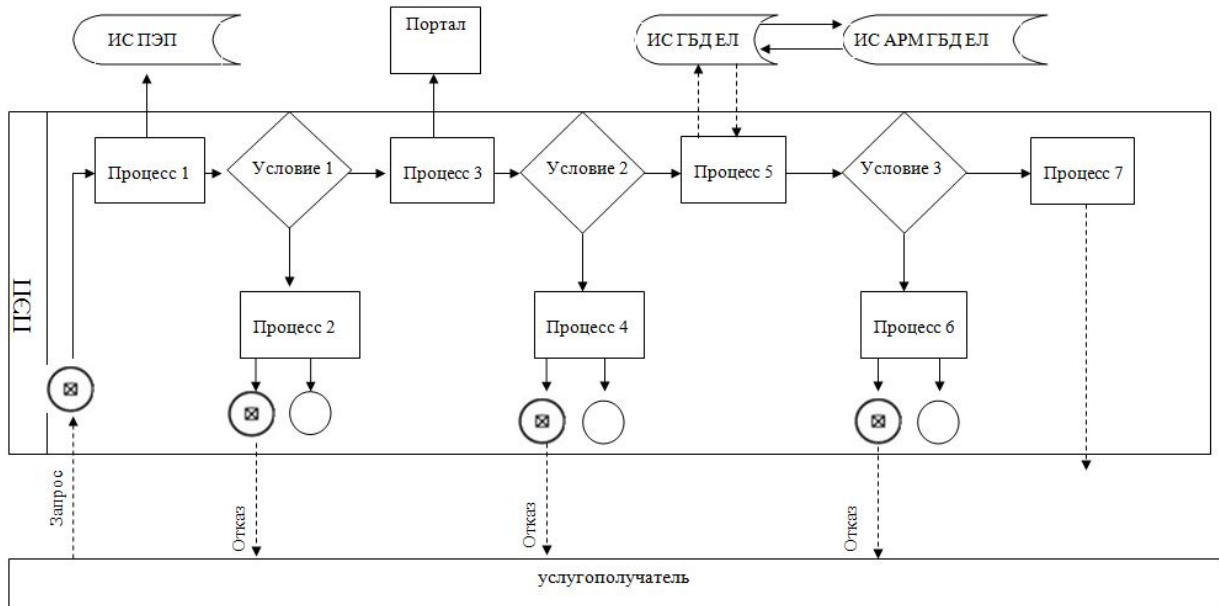 ИС ПЭП
Портал
ИС ГБД ЕЛ
ИС АРМ ГБД ЕЛ
Процесс 1
Условие 1
Процесс 3
Условие 2
Процесс 5
Условие 3
Процесс 7
ПЭП
Процесс 2
Процесс 4
Процесс 6
Запрос
Отказ
Отказ
Отказ
услугополучатель